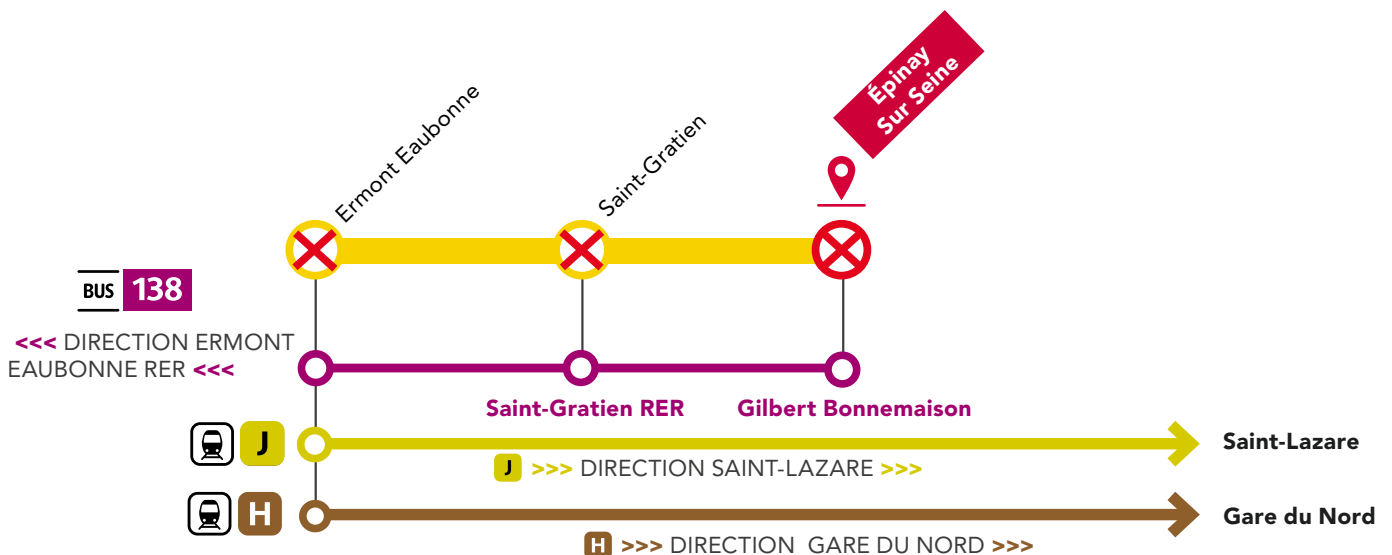 Épinay
Sur Seine
Ermont Eaubonne
Saint-Gratien
BUS 138
<<< DIRECTION ERMONT
EAUBONNE RER <<<
Saint-Gratien RER
Gilbert Bonnemaison
J
Saint-Lazare
J >>> DIRECTION SAINT-LAZARE >>>
H
Gare du Nord
H >>> DIRECTION GARE DU NORD >>>